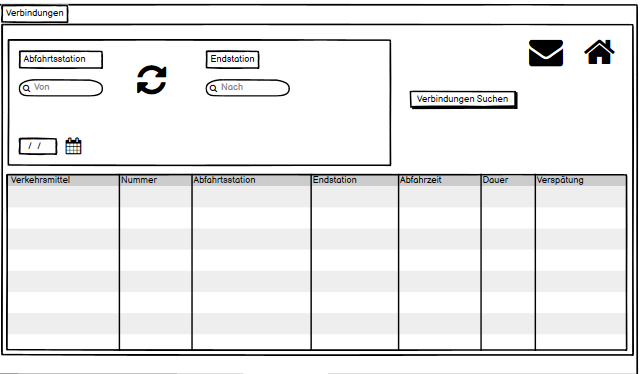 Verbindungen
Abfahrtsstation
Endstation
Von
Nach
Verbindungen Suchen
/ /
Verkehrsmittel Nummer Abfahrtsstation Endstation Abfahrzeit Dauer Verspätung